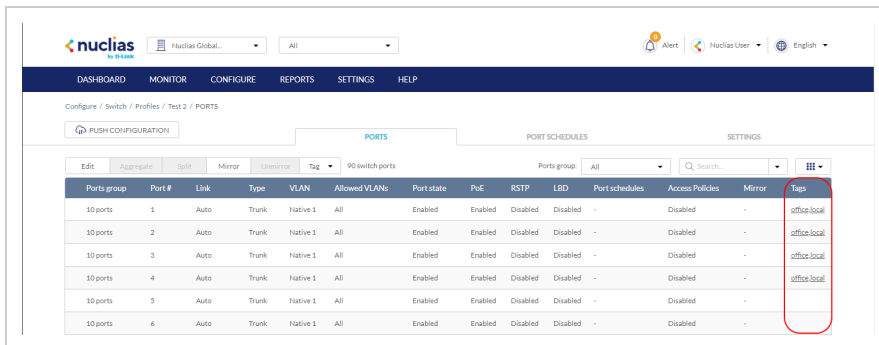 nuclias
by D-Link
Nuclias Global...
All
0
Alert
Nuclias User
English
DASHBOARD MONITOR CONFIGURE REPORTS SETTINGS HELP
Configure / Switch / Profiles / Test 2 / PORTS
PUSH CONFIGURATION
PORTS PORT SCHEDULES SETTINGS
Edit Aggregate Split Mirror Unmirror Tag 90 switch ports Ports group: All Search...
Ports group Port # Link Type VLAN Allowed VLANs Port state PoE RSTP LBD Port schedules Access Policies Mirror Tags
10 ports 1 Auto Trunk Native 1 All Enabled Enabled Disabled Disabled - Disabled - office,local
10 ports 2 Auto Trunk Native 1 All Enabled Enabled Disabled Disabled - Disabled - office,local
10 ports 3 Auto Trunk Native 1 All Enabled Enabled Disabled Disabled - Disabled - office,local
10 ports 4 Auto Trunk Native 1 All Enabled Enabled Disabled Disabled - Disabled - office,local
10 ports 5 Auto Trunk Native 1 All Enabled Enabled Disabled Disabled - Disabled -
10 ports 6 Auto Trunk Native 1 All Enabled Enabled Disabled Disabled - Disabled -